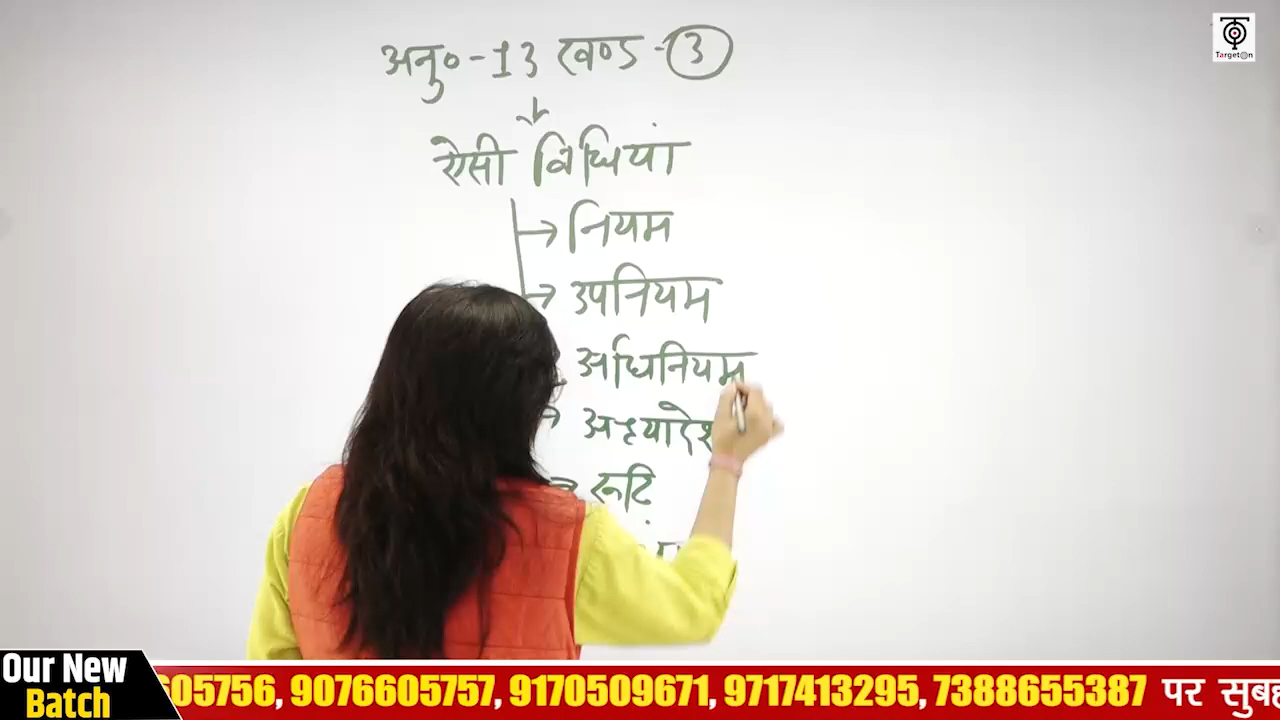 अनु० - 13 खण्ड - 3
ऐसी विधियां
→ नियम
→ उपनियम
अधिनियम
→ अध्यादेश
→ रूढि़
Target@n
Our New
Batch
605756, 9076605757, 9170509671, 9717413295, 7388655387 पर सुबह